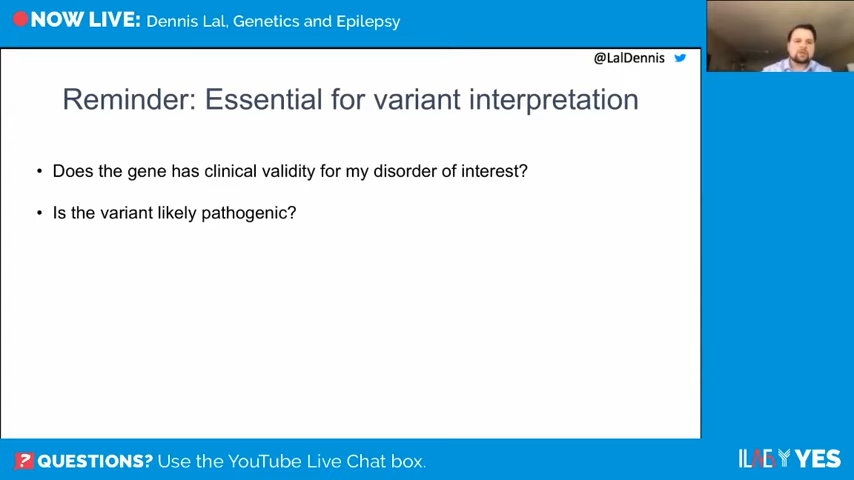 NOW LIVE: Dennis Lal, Genetics and Epilepsy
@LalDennis
Reminder: Essential for variant interpretation
• Does the gene has clinical validity for my disorder of interest?
• Is the variant likely pathogenic?
? QUESTIONS? Use the YouTube Live Chat box.
ILAE YES